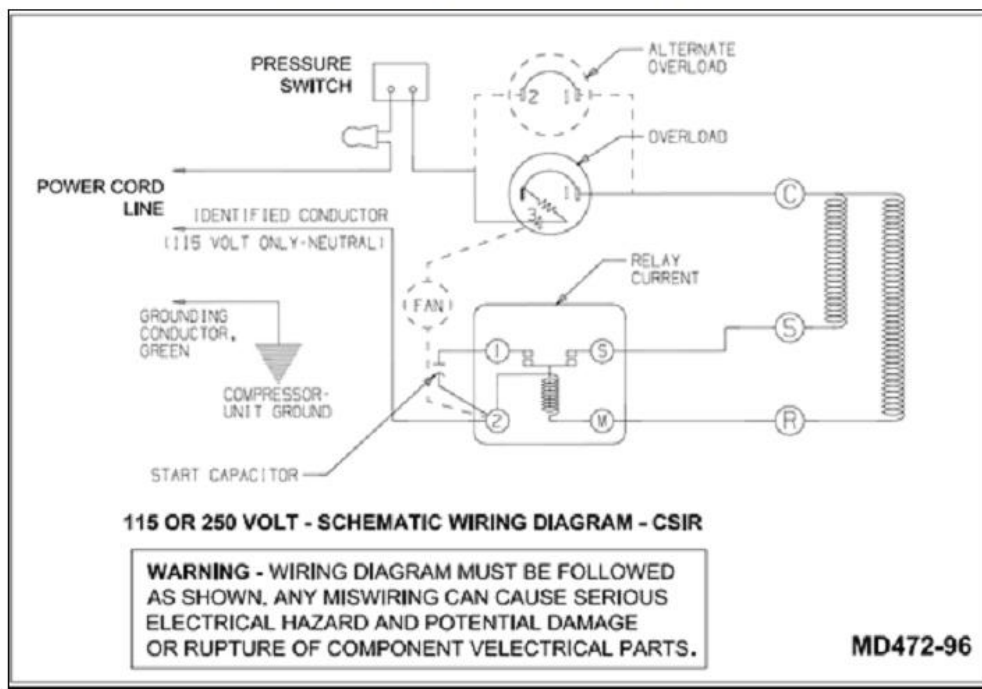 PRESSURE
SWITCH
ALTERNATE
OVERLOAD
2 1
OVERLOAD
1
3
POWER CORD
LINE
IDENTIFIED CONDUCTOR
(115 VOLT ONLY-NEUTRAL)
C
RELAY
CURRENT
FAN
GROUNDING
CONDUCTOR,
GREEN
S
1
S
COMPRESSOR-
UNIT GROUND
2
M
R
START CAPACITOR
115 OR 250 VOLT - SCHEMATIC WIRING DIAGRAM - CSIR
WARNING - WIRING DIAGRAM MUST BE FOLLOWED
AS SHOWN. ANY MISWIRING CAN CAUSE SERIOUS
ELECTRICAL HAZARD AND POTENTIAL DAMAGE
OR RUPTURE OF COMPONENT VELECTRICAL PARTS.
MD472-96